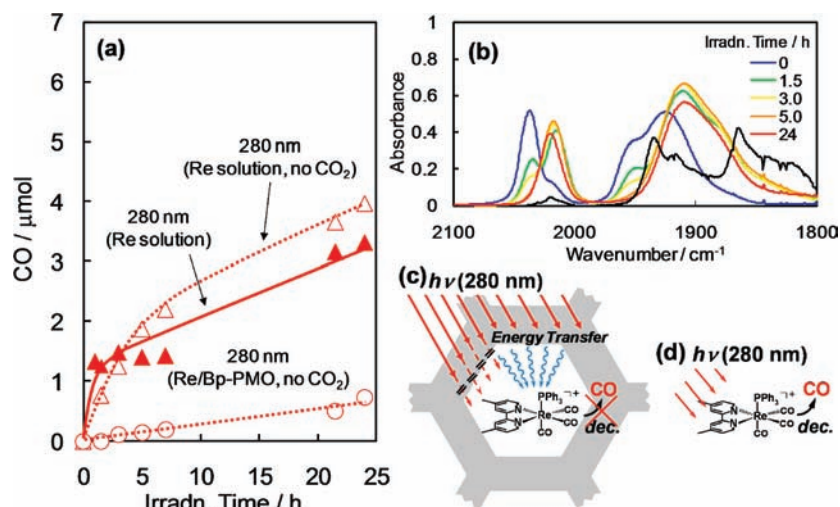 (a)
CO / μmol
7
6
5
4
3
2
1
0
0
5
10
15
20
25
Irradn. Time / h
280 nm
(Re solution, no CO₂)
280 nm
(Re solution)
280 nm
(Re/Bp-PMO, no CO₂)
(b)
Absorbance
1
0.8
0.6
0.4
0.2
0
2100
2000
1900
1800
Wavenumber / cm⁻¹
Irradn. Time / h
0
1.5
3.0
5.0
24
(c)
hν (280 nm)
Energy Transfer
PPh₃
+
N
N
Re
CO
CO
CO
CO
dec.
(d)
hν (280 nm)
PPh₃
+
N
N
Re
CO
CO
CO
CO
dec.